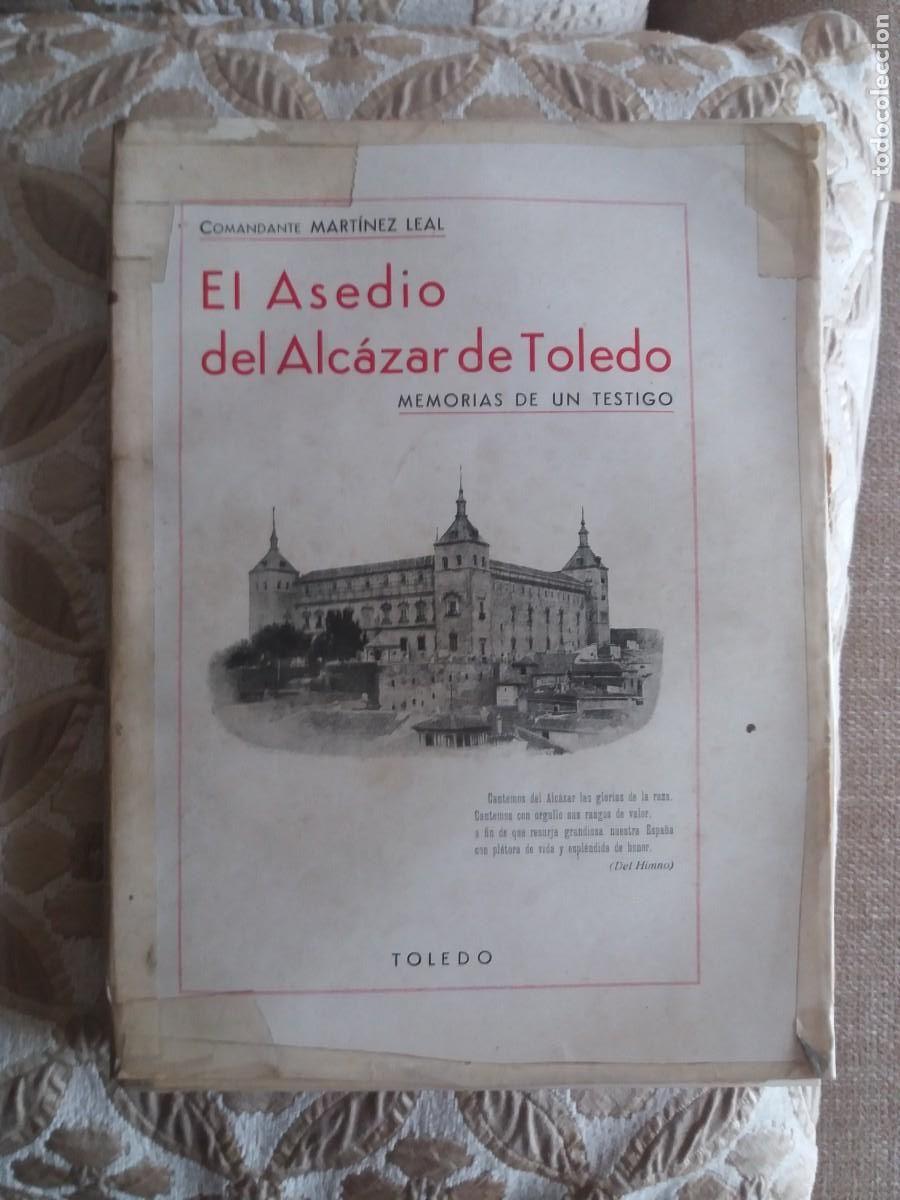 COMANDANTE MARTÍNEZ LEAL
El Asedio
del Alcázar de Toledo
MEMORIAS DE UN TESTIGO
Cantemos del Alcázar las glorias de la raza.
Cantemos con orgullo sus rasgos de valor,
a fin de que resurja grandiosa nuestra España
con plétora de vida y espléndida de honor.
(Del Himno)
TOLEDO
todocoleccion